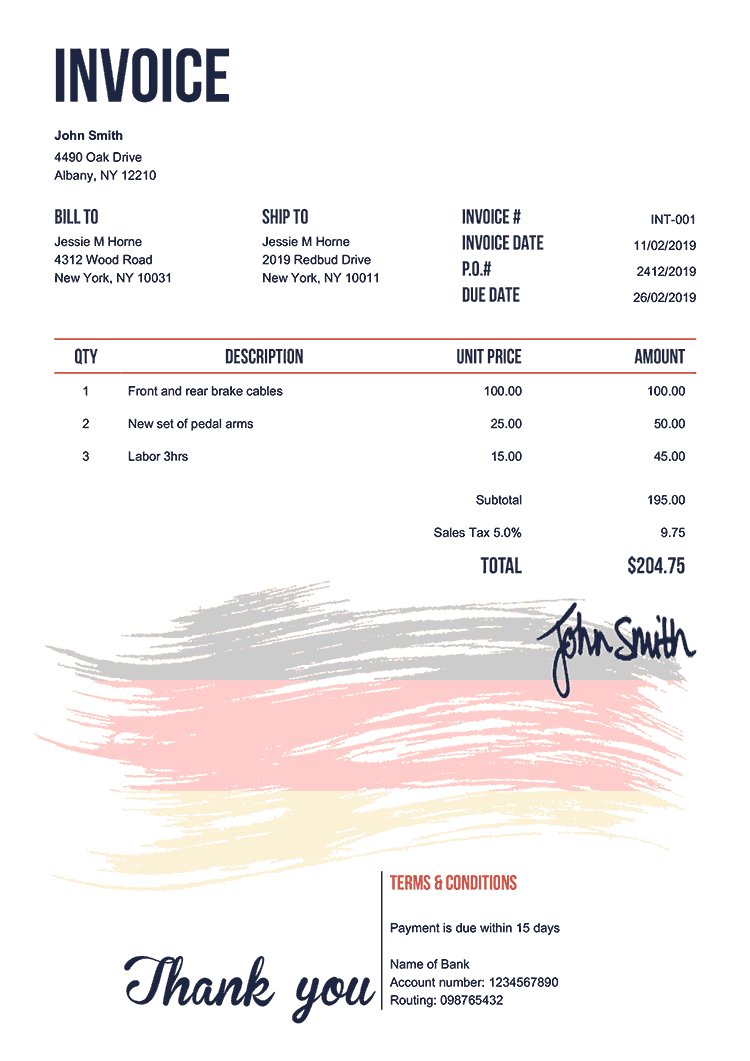 INVOICE
John Smith
4490 Oak Drive
Albany, NY 12210
BILL TO
Jessie M Horne
4312 Wood Road
New York, NY 10031
SHIP TO
Jessie M Horne
2019 Redbud Drive
New York, NY 10011
INVOICE # INT-001
INVOICE DATE 11/02/2019
P.O.# 2412/2019
DUE DATE 26/02/2019
QTY DESCRIPTION UNIT PRICE AMOUNT
1 Front and rear brake cables 100.00 100.00
2 New set of pedal arms 25.00 50.00
3 Labor 3hrs 15.00 45.00
Subtotal 195.00
Sales Tax 5.0% 9.75
TOTAL $204.75
John Smith
TERMS & CONDITIONS
Payment is due within 15 days
Name of Bank
Account number: 1234567890
Routing: 098765432
Thank you